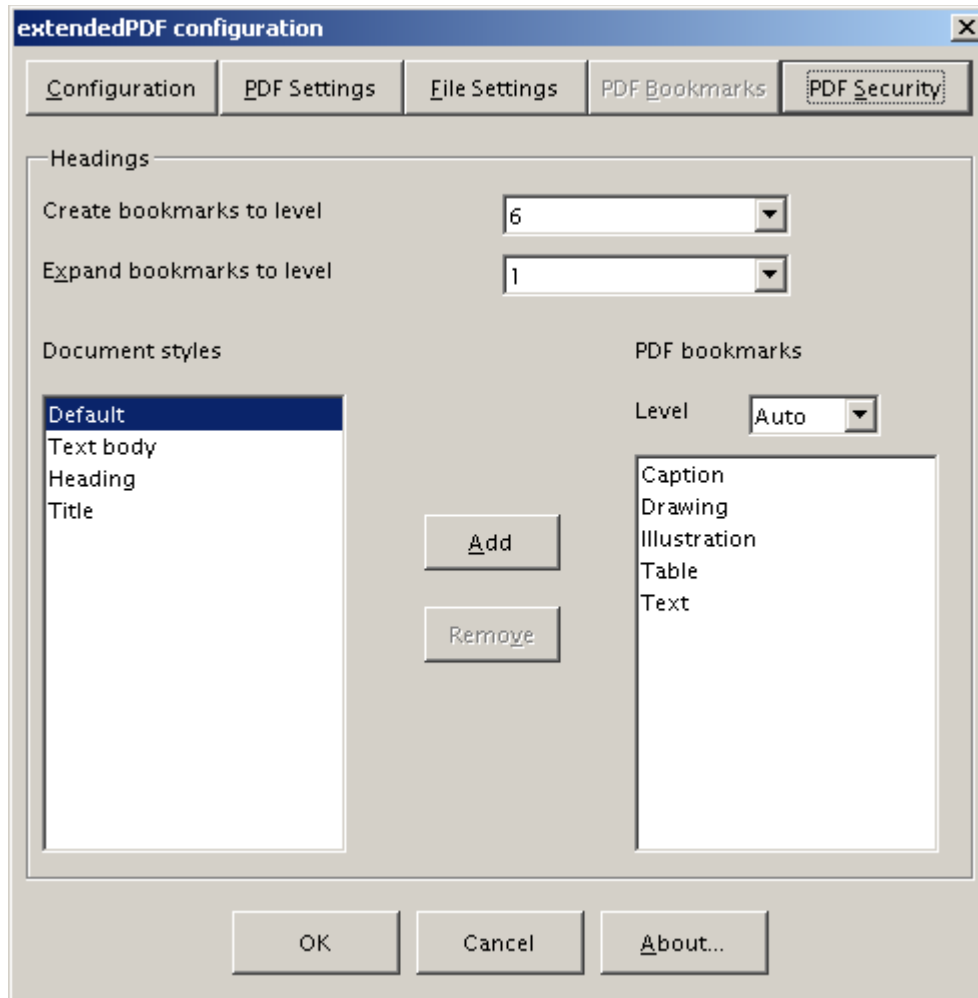 extendedPDF configuration
Configuration PDF Settings File Settings PDF Bookmarks PDF Security
Headings
Create bookmarks to level 6
Expand bookmarks to level 1
Document styles PDF bookmarks
Level Auto
Default
Text body
Heading
Title
Add
Remove
Caption
Drawing
Illustration
Table
Text
OK Cancel About...